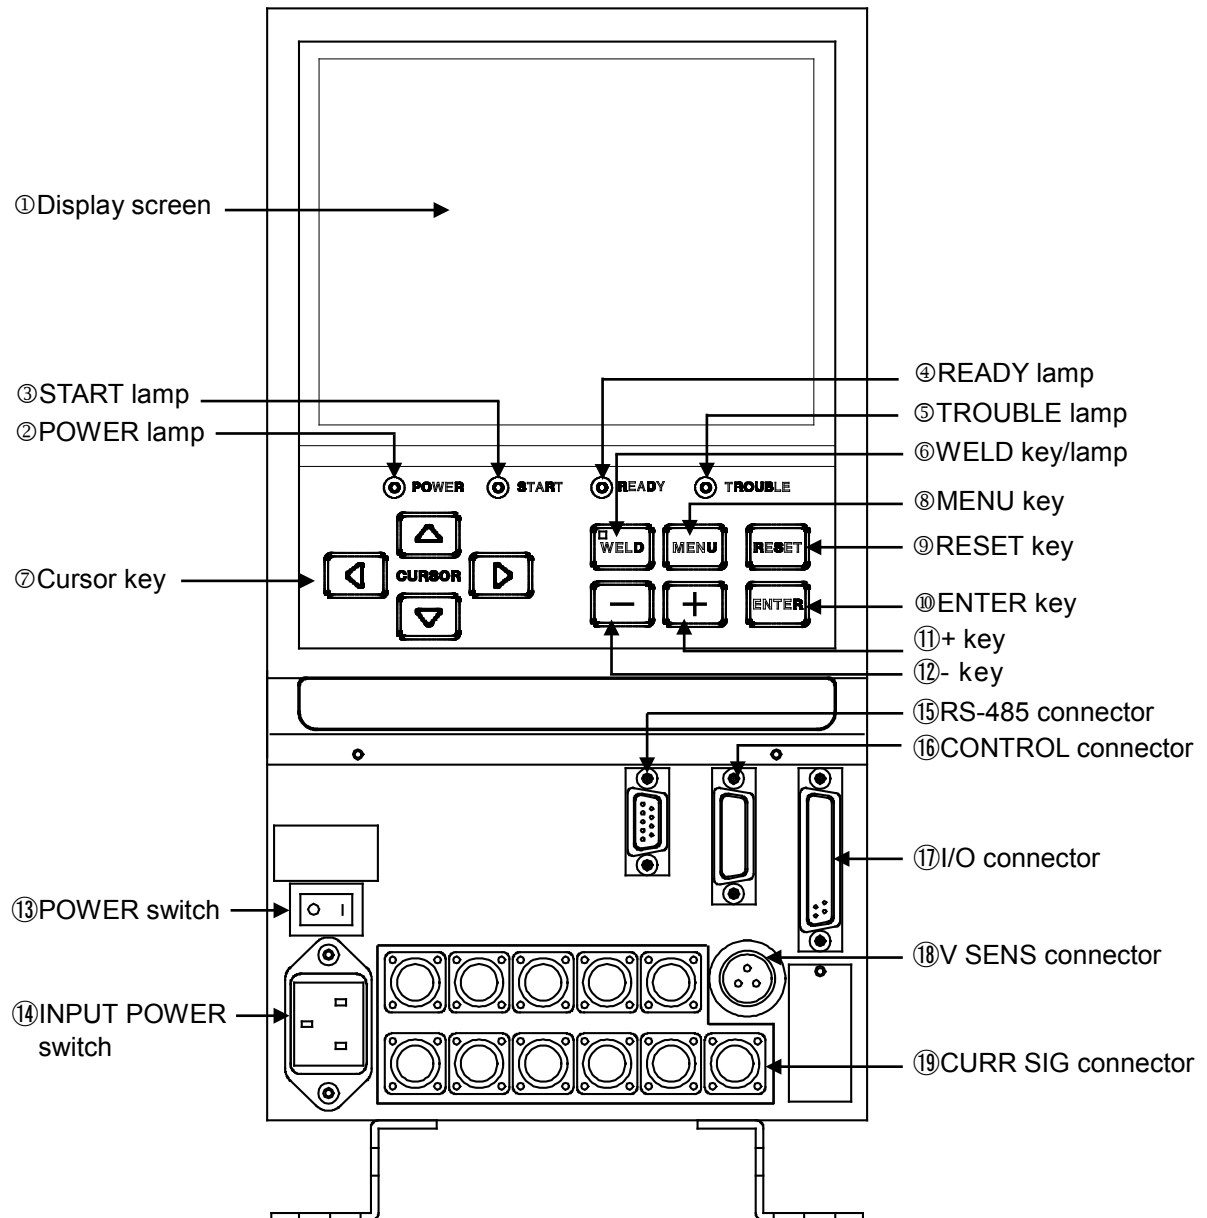 ①Display screen
③START lamp
②POWER lamp
④READY lamp
⑤TROUBLE lamp
⑥WELD key/lamp
POWER START READY TROUBLE
⑧MENU key
WELD MENU RESET
⑨RESET key
⑦Cursor key
CURSOR
− + ENTER
⑩ENTER key
⑪+ key
⑫- key
⑮RS-485 connector
⑯CONTROL connector
⑰I/O connector
⑬POWER switch
⑱V SENS connector
⑭INPUT POWER
switch
⑲CURR SIG connector